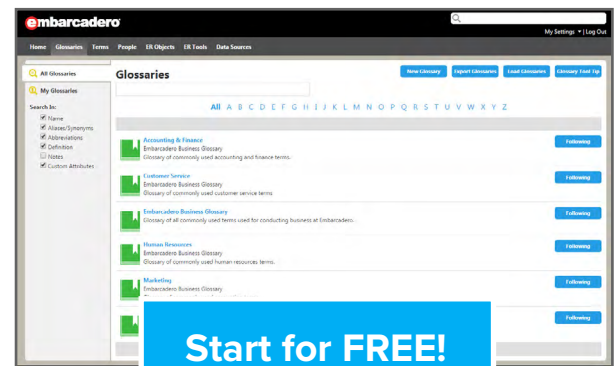 embarcadero
My Settings ▾ | Log Out
Home Glossaries Terms People ER Objects ER Tools Data Sources
All Glossaries
My Glossaries
Search In:
Name
Aliases/Synonyms
Abbreviations
Definition
Notes
Custom Attributes
Glossaries
New Glossary Export Glossaries Load Glossaries Glossary Tool Tip
All A B C D E F G H I J K L M N O P Q R S T U V W X Y Z
Accounting & Finance
Embarcadero Business Glossary
Glossary of commonly used accounting and finance terms.
Following
Customer Service
Embarcadero Business Glossary
Glossary of commonly used customer service terms
Following
Embarcadero Business Glossary
Glossary of all commonly used terms used for conducting business at Embarcadero.
Following
Human Resources
Embarcadero Business Glossary
Glossary of commonly used human resources terms.
Following
Marketing
Embarcadero Business Glossary
Following
Following
Start for FREE!